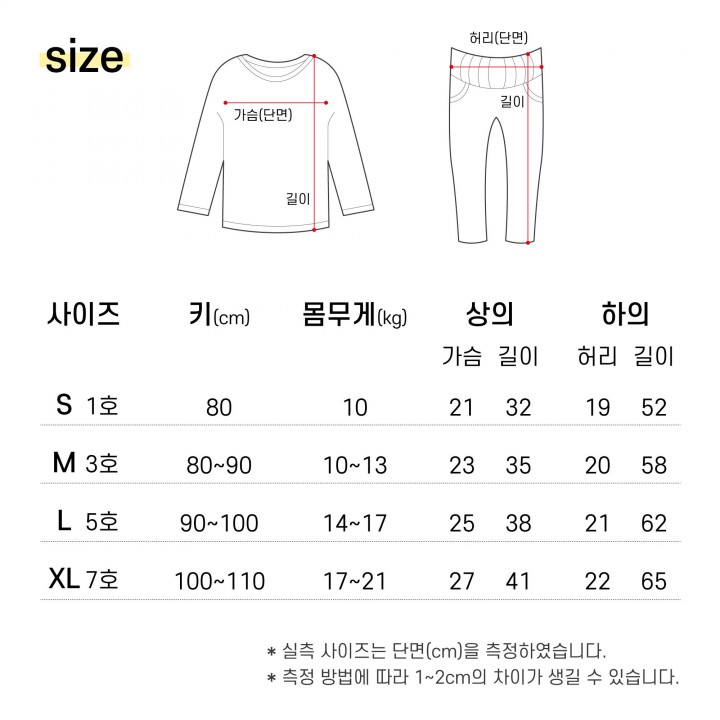 size
허리(단면)
가슴(단면)
길이
길이
사이즈 키(cm) 몸무게(kg) 상의 하의
가슴 길이 허리 길이
S 1호 80 10 21 32 19 52
M 3호 80~90 10~13 23 35 20 58
L 5호 90~100 14~17 25 38 21 62
XL 7호 100~110 17~21 27 41 22 65
* 실측 사이즈는 단면(cm)을 측정하였습니다.
* 측정 방법에 따라 1~2cm의 차이가 생길 수 있습니다.